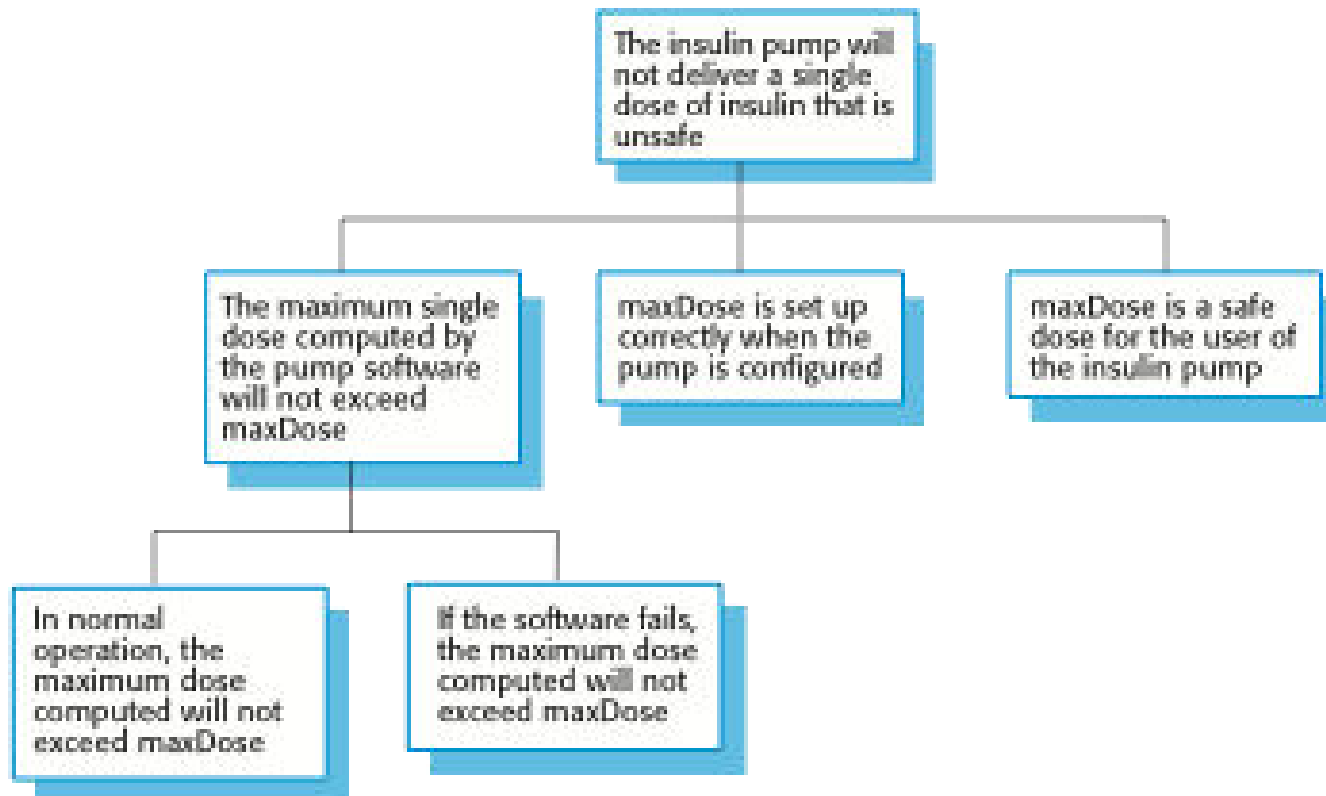 The insulin pump will
not deliver a single
dose of insulin that is
unsafe
The maximum single
dose computed by
the pump software
will not exceed
maxDose
maxDose is set up
correctly when the
pump is configured
maxDose is a safe
dose for the user of
the insulin pump
In normal
operation, the
maximum dose
computed will not
exceed maxDose
If the software fails,
the maximum dose
computed will not
exceed maxDose